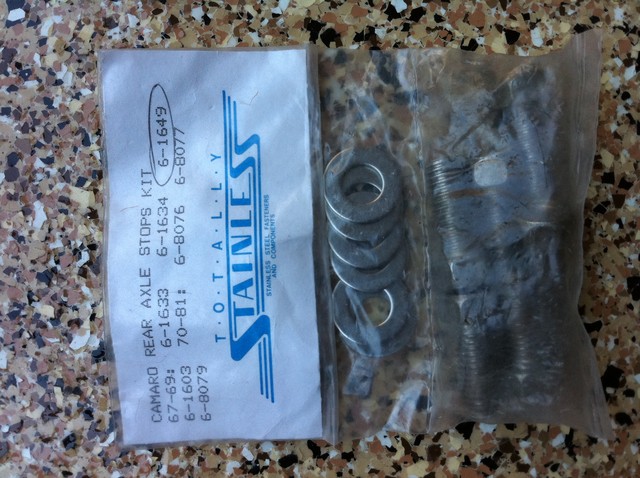 CAMARO REAR AXLE STOPS KIT
67-69: 6-1633 6-1634 6-1649
6-1603 70-81: 6-8076 6-8077
6-8079
T·O·T·A·L·L·Y
STAINLESS
STAINLESS STEEL FASTENERS
AND COMPONENTS